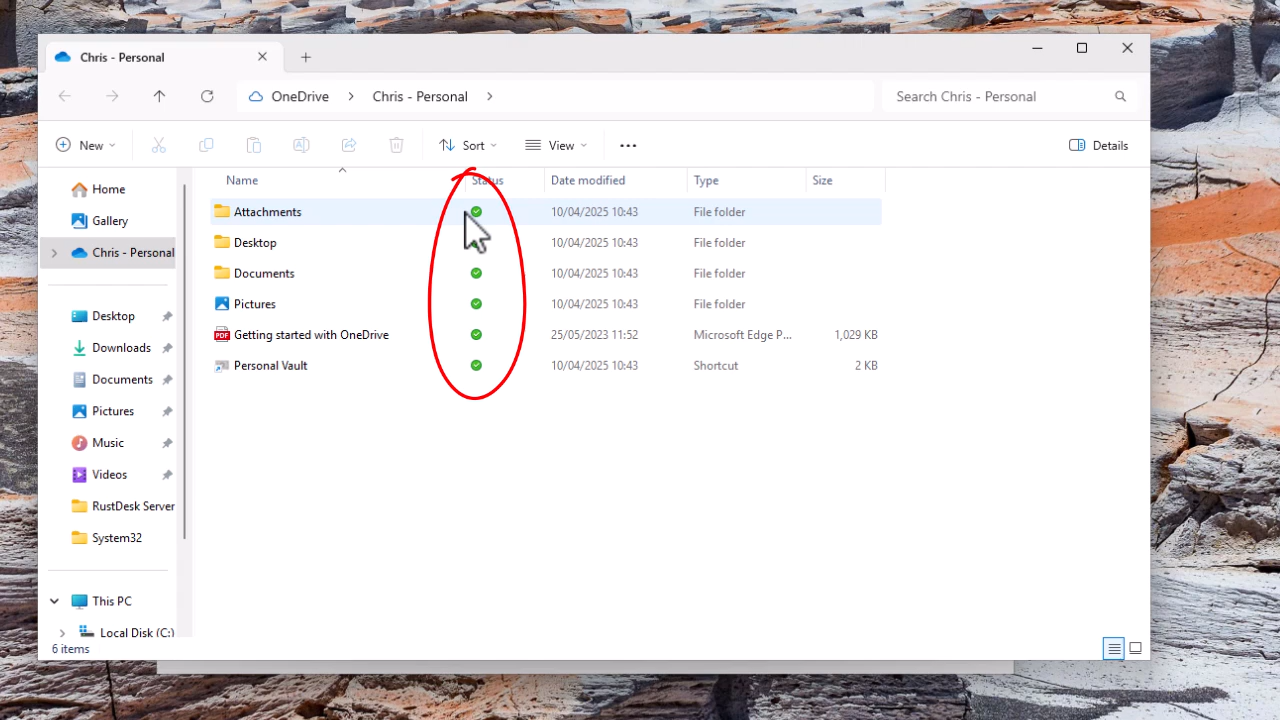 Chris - Personal
OneDrive Chris - Personal Search Chris - Personal
New Sort View Details
Name Status Date modified Type Size
Home
Gallery
Chris - Personal
Desktop
Downloads
Documents
Pictures
Music
Videos
RustDesk Server
System32
This PC
Local Disk (C:)
Attachments 10/04/2025 10:43 File folder
Desktop 10/04/2025 10:43 File folder
Documents 10/04/2025 10:43 File folder
Pictures 10/04/2025 10:43 File folder
PDF Getting started with OneDrive 25/05/2023 11:52 Microsoft Edge P... 1,029 KB
Personal Vault 10/04/2025 10:43 Shortcut 2 KB
6 items